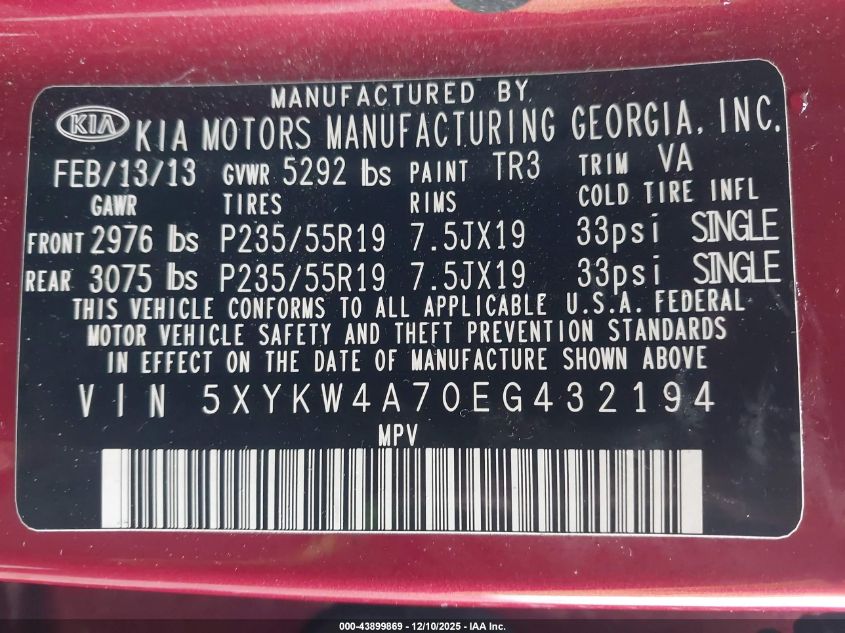 MANUFACTURED BY
KIA KIA MOTORS MANUFACTURING GEORGIA, INC.
FEB/13/13 GVWR 5292 lbs PAINT TR3 TRIM VA
GAWR TIRES RIMS COLD TIRE INFL
FRONT 2976 lbs P235/55R19 7.5JX19 33psi SINGLE
REAR 3075 lbs P235/55R19 7.5JX19 33psi SINGLE
THIS VEHICLE CONFORMS TO ALL APPLICABLE U.S.A. FEDERAL
MOTOR VEHICLE SAFETY AND THEFT PREVENTION STANDARDS
IN EFFECT ON THE DATE OF MANUFACTURE SHOWN ABOVE.
VIN 5XYKW4A70EG432194
MPV
000-43899869 - 12/10/2025 - IAA Inc.